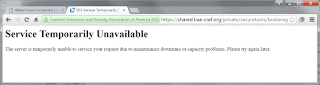 503 Service Temporarily
Teachers Insurance and Annuity Association of America [US] https://shared.tiaa-cref.org/private/securetools/
Service Temporarily Unavailable
The server is temporarily unable to service your request due to maintenance downtime or capacity problems. Please try again later.